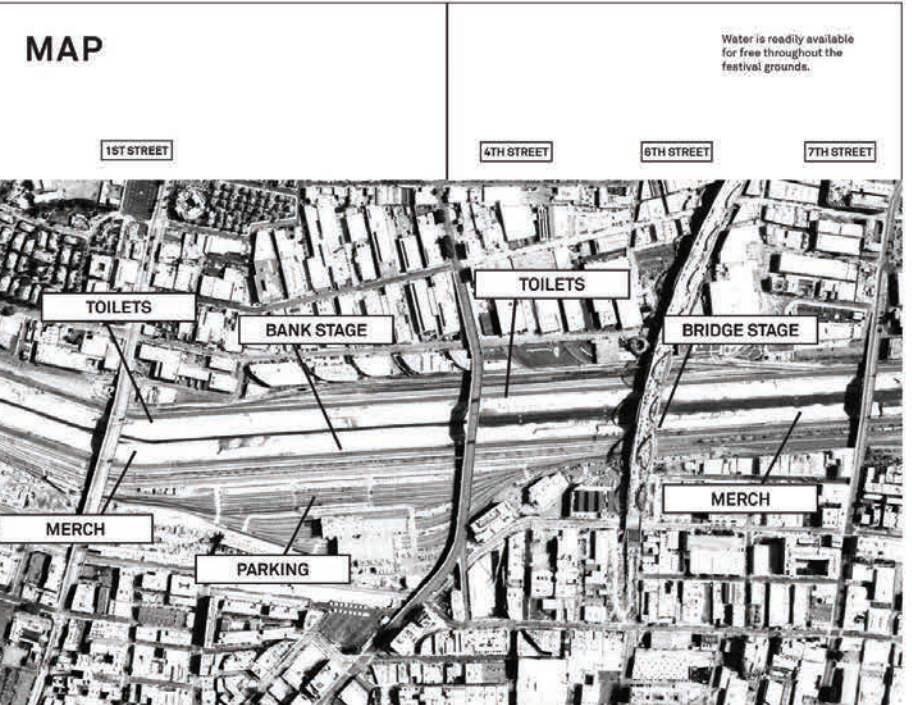 MAP
Water is readily available
for free throughout the
festival grounds.
1ST STREET
4TH STREET
6TH STREET
7TH STREET
TOILETS
TOILETS
BANK STAGE
BRIDGE STAGE
MERCH
MERCH
PARKING